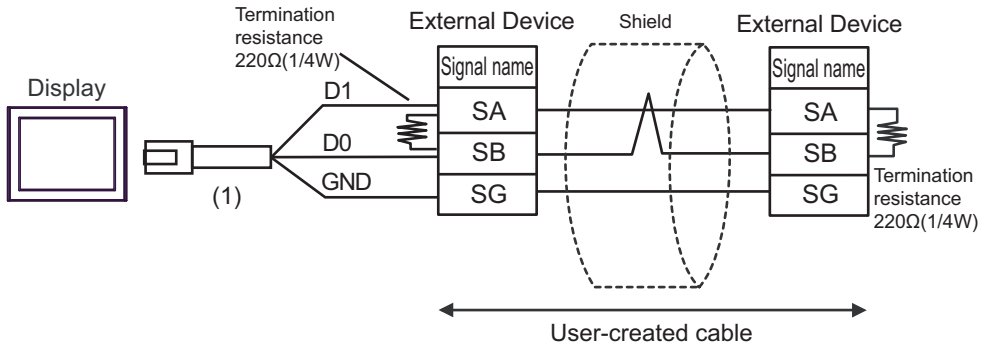 Termination
resistance
220Ω(1/4W)
External Device
Shield
External Device
Display
Signal name
Signal name
D1
SA
SA
D0
SB
SB
GND
SG
SG
(1)
Termination
resistance
220Ω(1/4W)
User-created cable